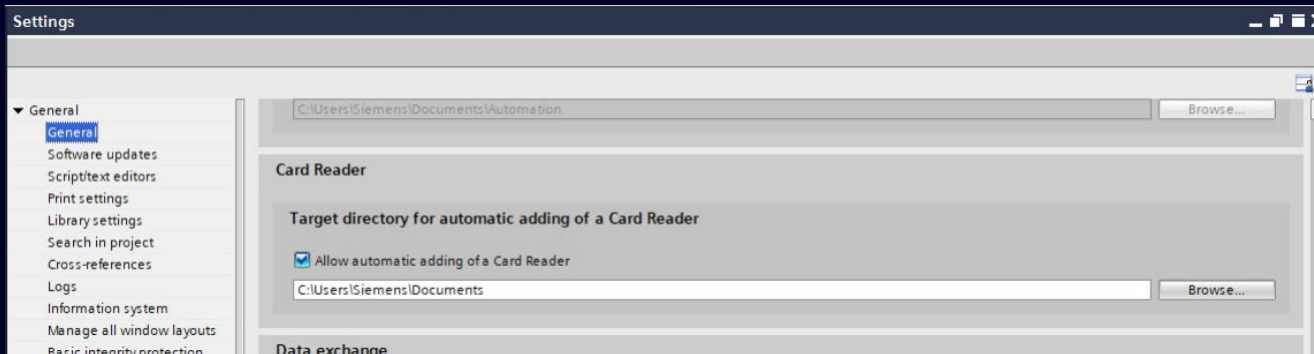 Settings
General
General
Software updates
Script/text editors
Print settings
Library settings
Search in project
Cross-references
Logs
Information system
Manage all window layouts
Basic integrity protection
C:\Users\Siemens\Documents\Automation
Browse...
Card Reader
Target directory for automatic adding of a Card Reader
Allow automatic adding of a Card Reader
C:\Users\Siemens\Documents
Browse...
Data exchange